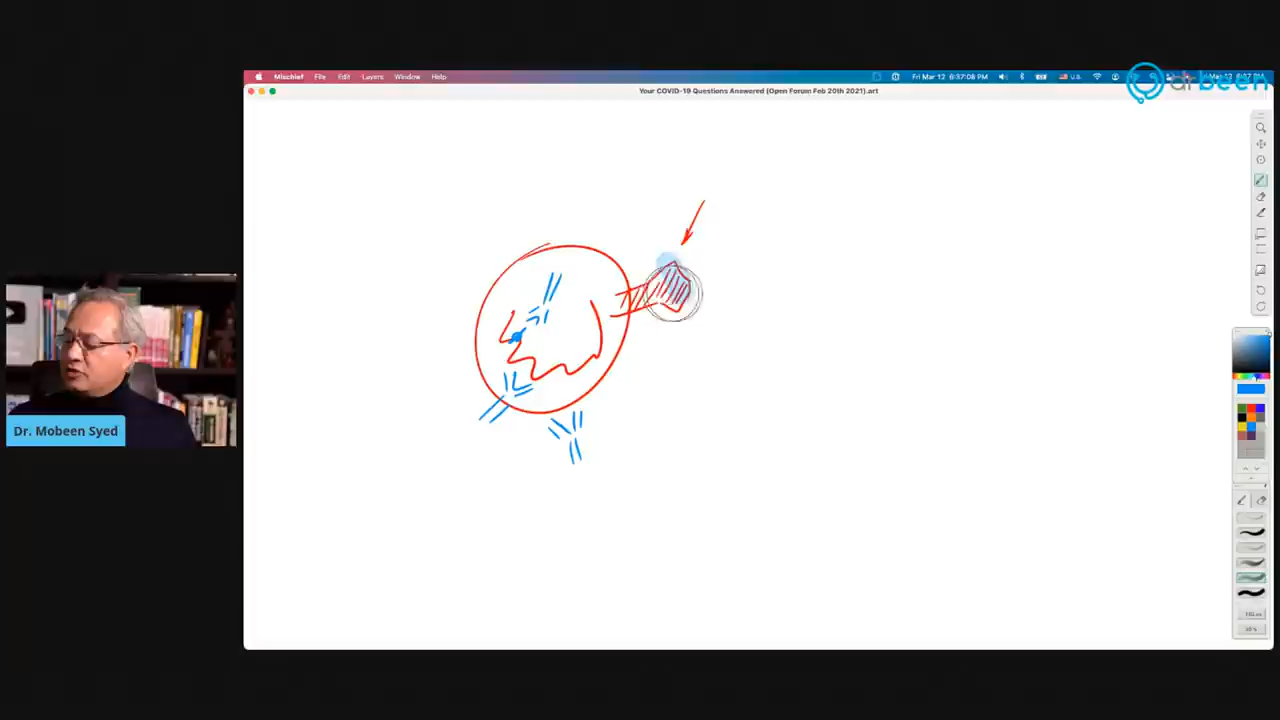 Mischief File Edit Layers Window Help
Fri Mar 12 6:37:08 PM
U.S.
drbeen
Your COVID-19 Questions Answered (Open Forum Feb 20th 2021).art
Dr. Mobeen Syed